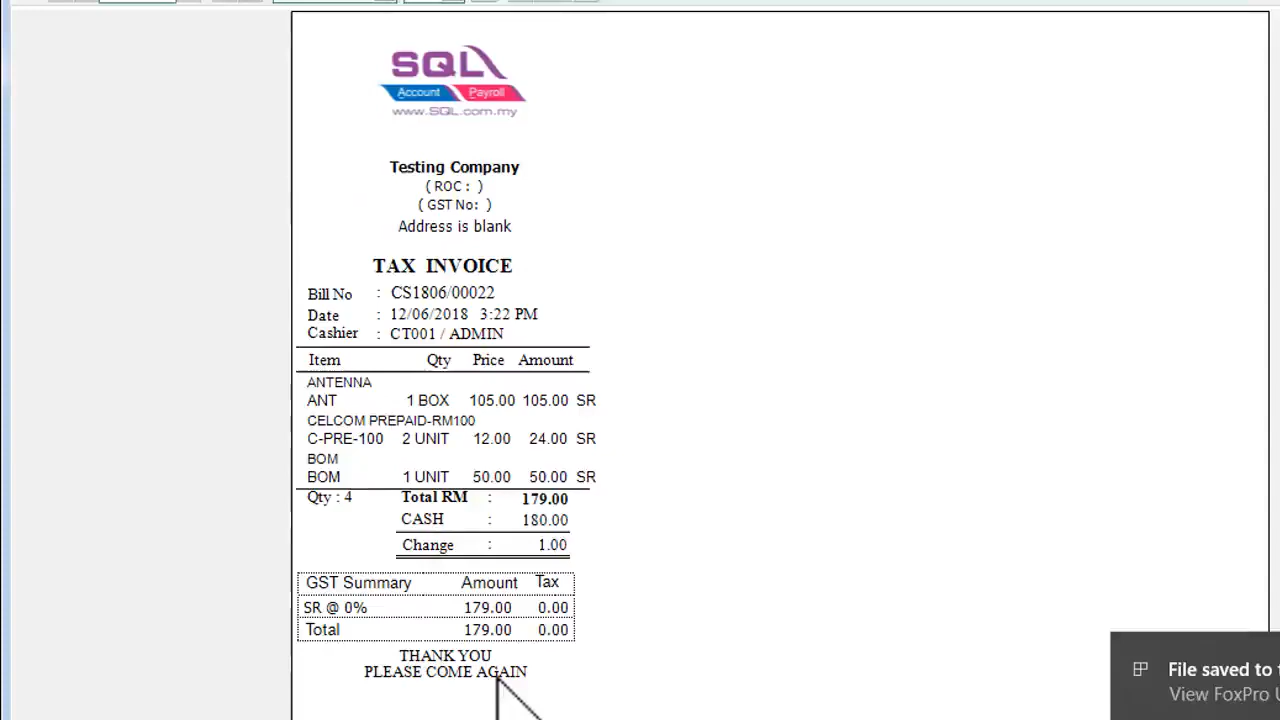 SQL
Account Payroll
www.SQL.com.my
Testing Company
( ROC : )
( GST No: )
Address is blank
TAX INVOICE
Bill No : CS1806/00022
Date : 12/06/2018 3:22 PM
Cashier : CT001 / ADMIN
Item Qty Price Amount
ANTENNA
ANT 1 BOX 105.00 105.00 SR
CELCOM PREPAID-RM100
C-PRE-100 2 UNIT 12.00 24.00 SR
BOM
BOM 1 UNIT 50.00 50.00 SR
Qty : 4 Total RM : 179.00
CASH : 180.00
Change : 1.00
GST Summary Amount Tax
SR @ 0% 179.00 0.00
Total 179.00 0.00
THANK YOU
PLEASE COME AGAIN
File saved to
View FoxPro